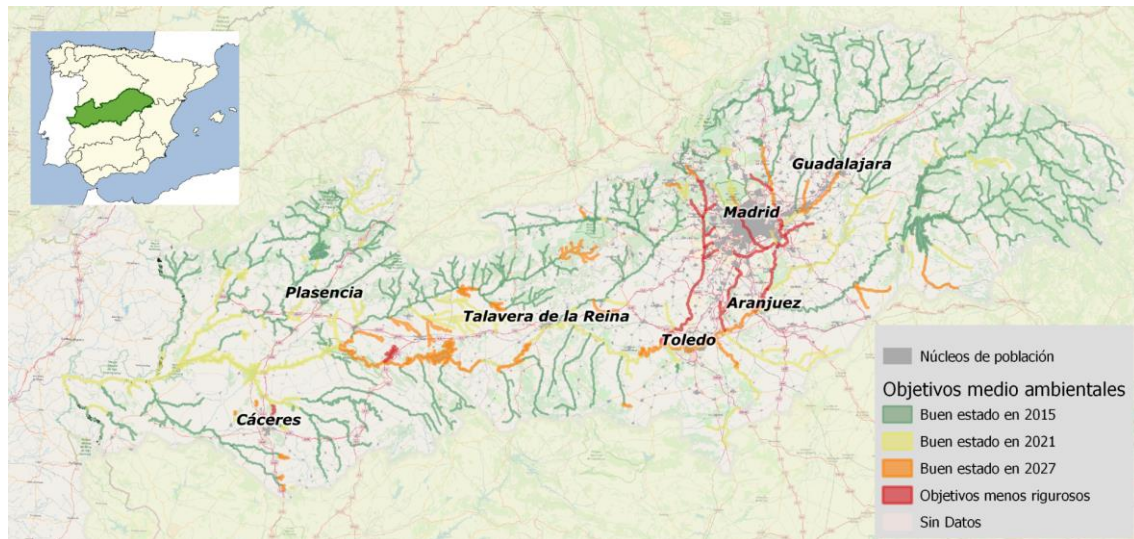 Guadalajara
Madrid
Plasencia
Aranjuez
Talavera de la Reina
Toledo
Cáceres
Núcleos de población
Objetivos medio ambientales
Buen estado en 2015
Buen estado en 2021
Buen estado en 2027
Objetivos menos rigurosos
Sin Datos